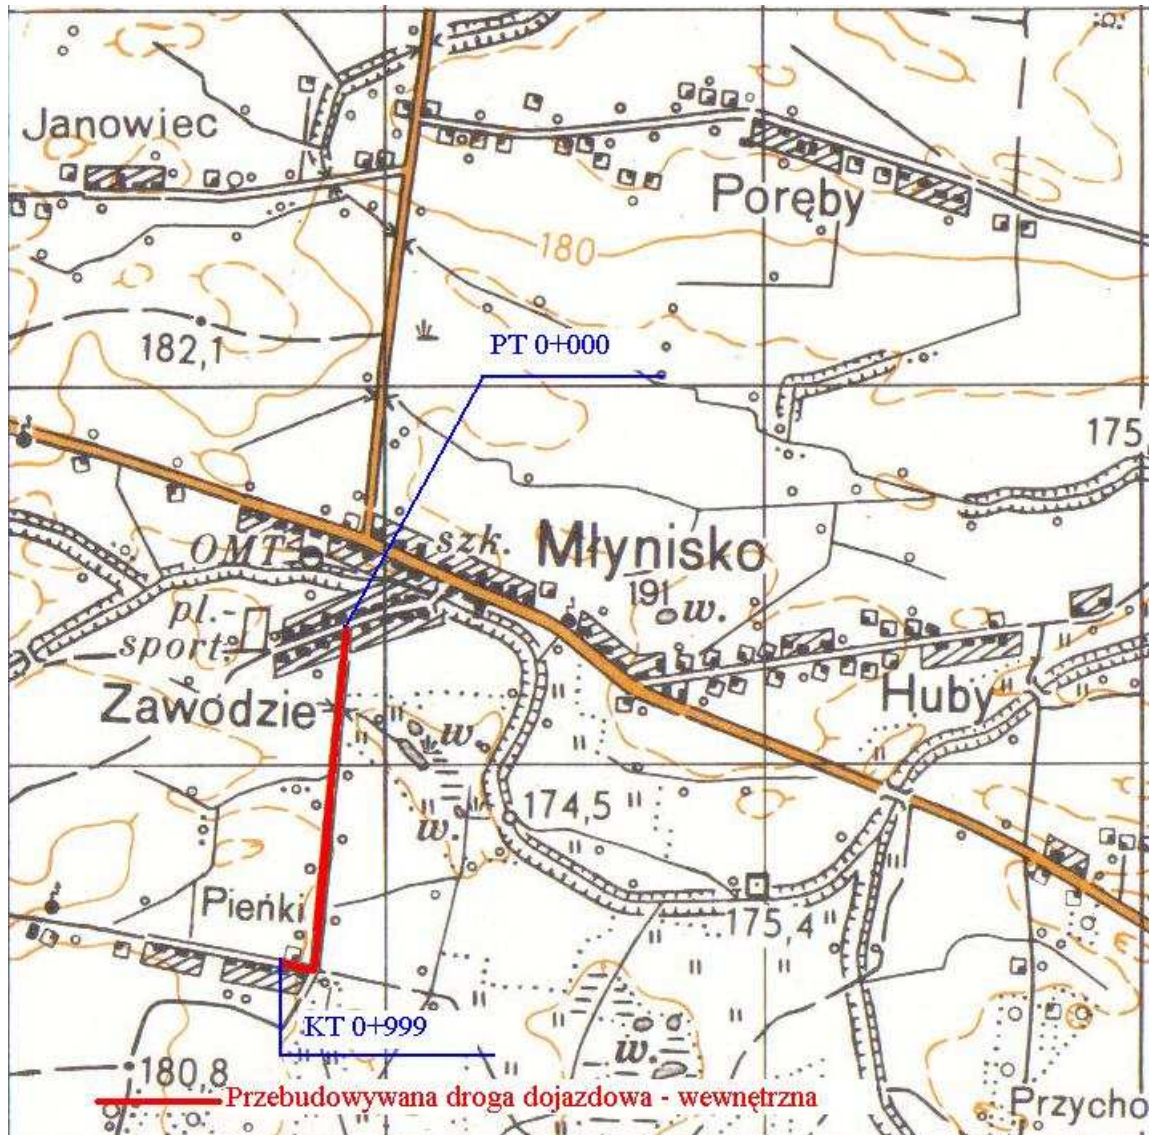 Janowiec
Poręby
180
182,1
PT 0+000
175,
OMT
szk.
Młynisko
191
w.
pl.
sport.
Zawodzie
Huby
w.
174,5
w.
Pieńki
175,4
KT 0+999
w.
180,8
Przebudowywana droga dojazdowa - wewnętrzna
Przycho